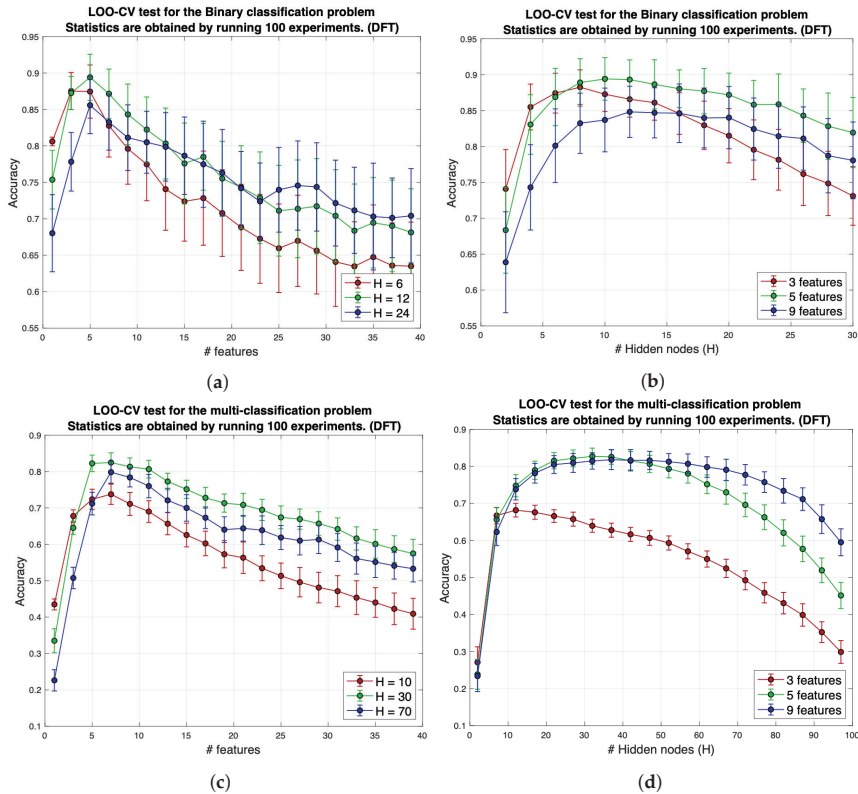 LOO-CV test for the Binary classification problem
Statistics are obtained by running 100 experiments. (DFT)
0.95
0.9
0.85
0.8
0.75
0.7
0.65
0.6
0.55
Accuracy
0 5 10 15 20 25 30 35 40
# features
H = 6
H = 12
H = 24
(a)
LOO-CV test for the Binary classification problem
Statistics are obtained by running 100 experiments. (DFT)
0.95
0.9
0.85
0.8
0.75
0.7
0.65
0.6
0.55
Accuracy
0 5 10 15 20 25 30
# Hidden nodes (H)
3 features
5 features
9 features
(b)
LOO-CV test for the multi-classification problem
Statistics are obtained by running 100 experiments. (DFT)
0.9
0.8
0.7
0.6
0.5
0.4
0.3
0.2
0.1
Accuracy
0 5 10 15 20 25 30 35 40
# features
H = 10
H = 30
H = 70
(c)
LOO-CV test for the multi-classification problem
Statistics are obtained by running 100 experiments. (DFT)
0.9
0.8
0.7
0.6
0.5
0.4
0.3
0.2
0.1
Accuracy
0 10 20 30 40 50 60 70 80 90 100
# Hidden nodes (H)
3 features
5 features
9 features
(d)